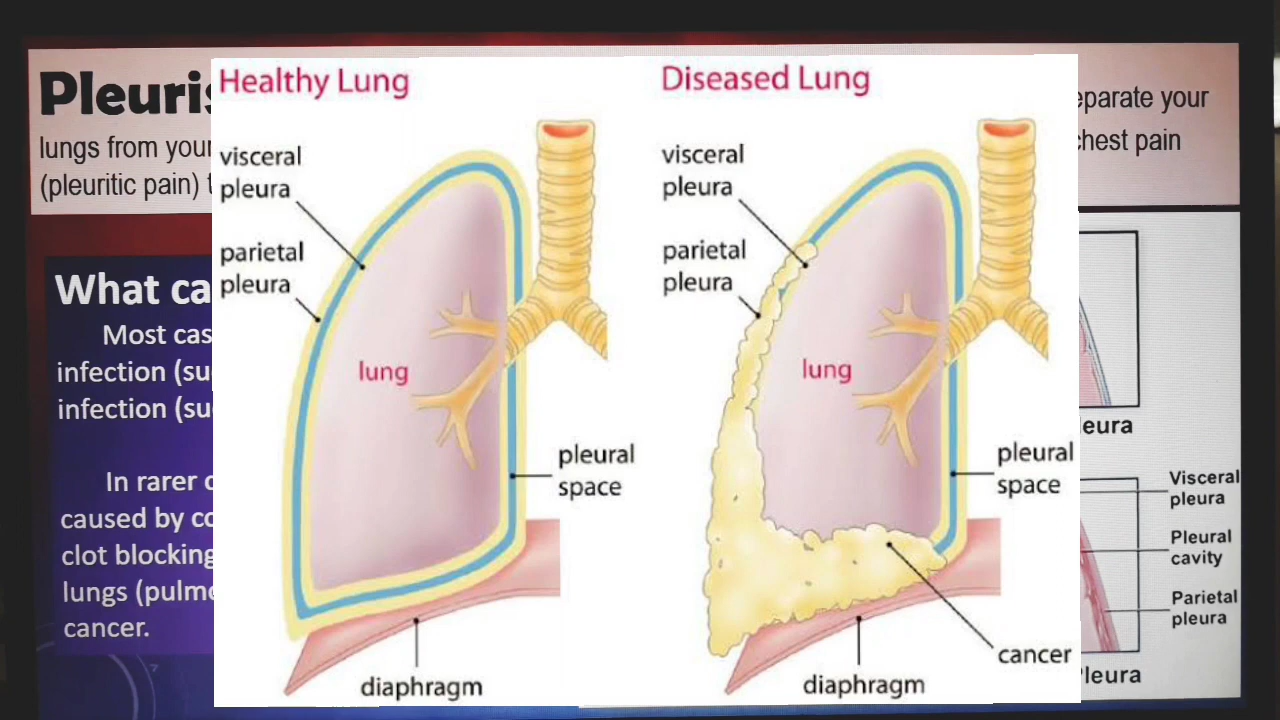 Pleuris
eparate your
lungs from your
chest pain
(pleuritic pain)
What ca
Most cas
infection (su
infection (su
In rarer
caused by co
clot blocking
lungs (pulmo
cancer.
Healthy Lung
visceral
pleura
parietal
pleura
lung
pleural
space
diaphragm
Diseased Lung
visceral
pleura
parietal
pleura
lung
pleural
space
cancer
diaphragm
leura
Visceral
pleura
Pleural
cavity
Parietal
pleura
leura